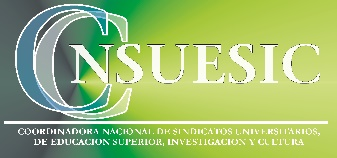 CNSUESIC
COORDINADORA NACIONAL DE SINDICATOS UNIVERSITARIOS,
DE EDUCACION SUPERIOR, INVESTIGACION Y CULTURA